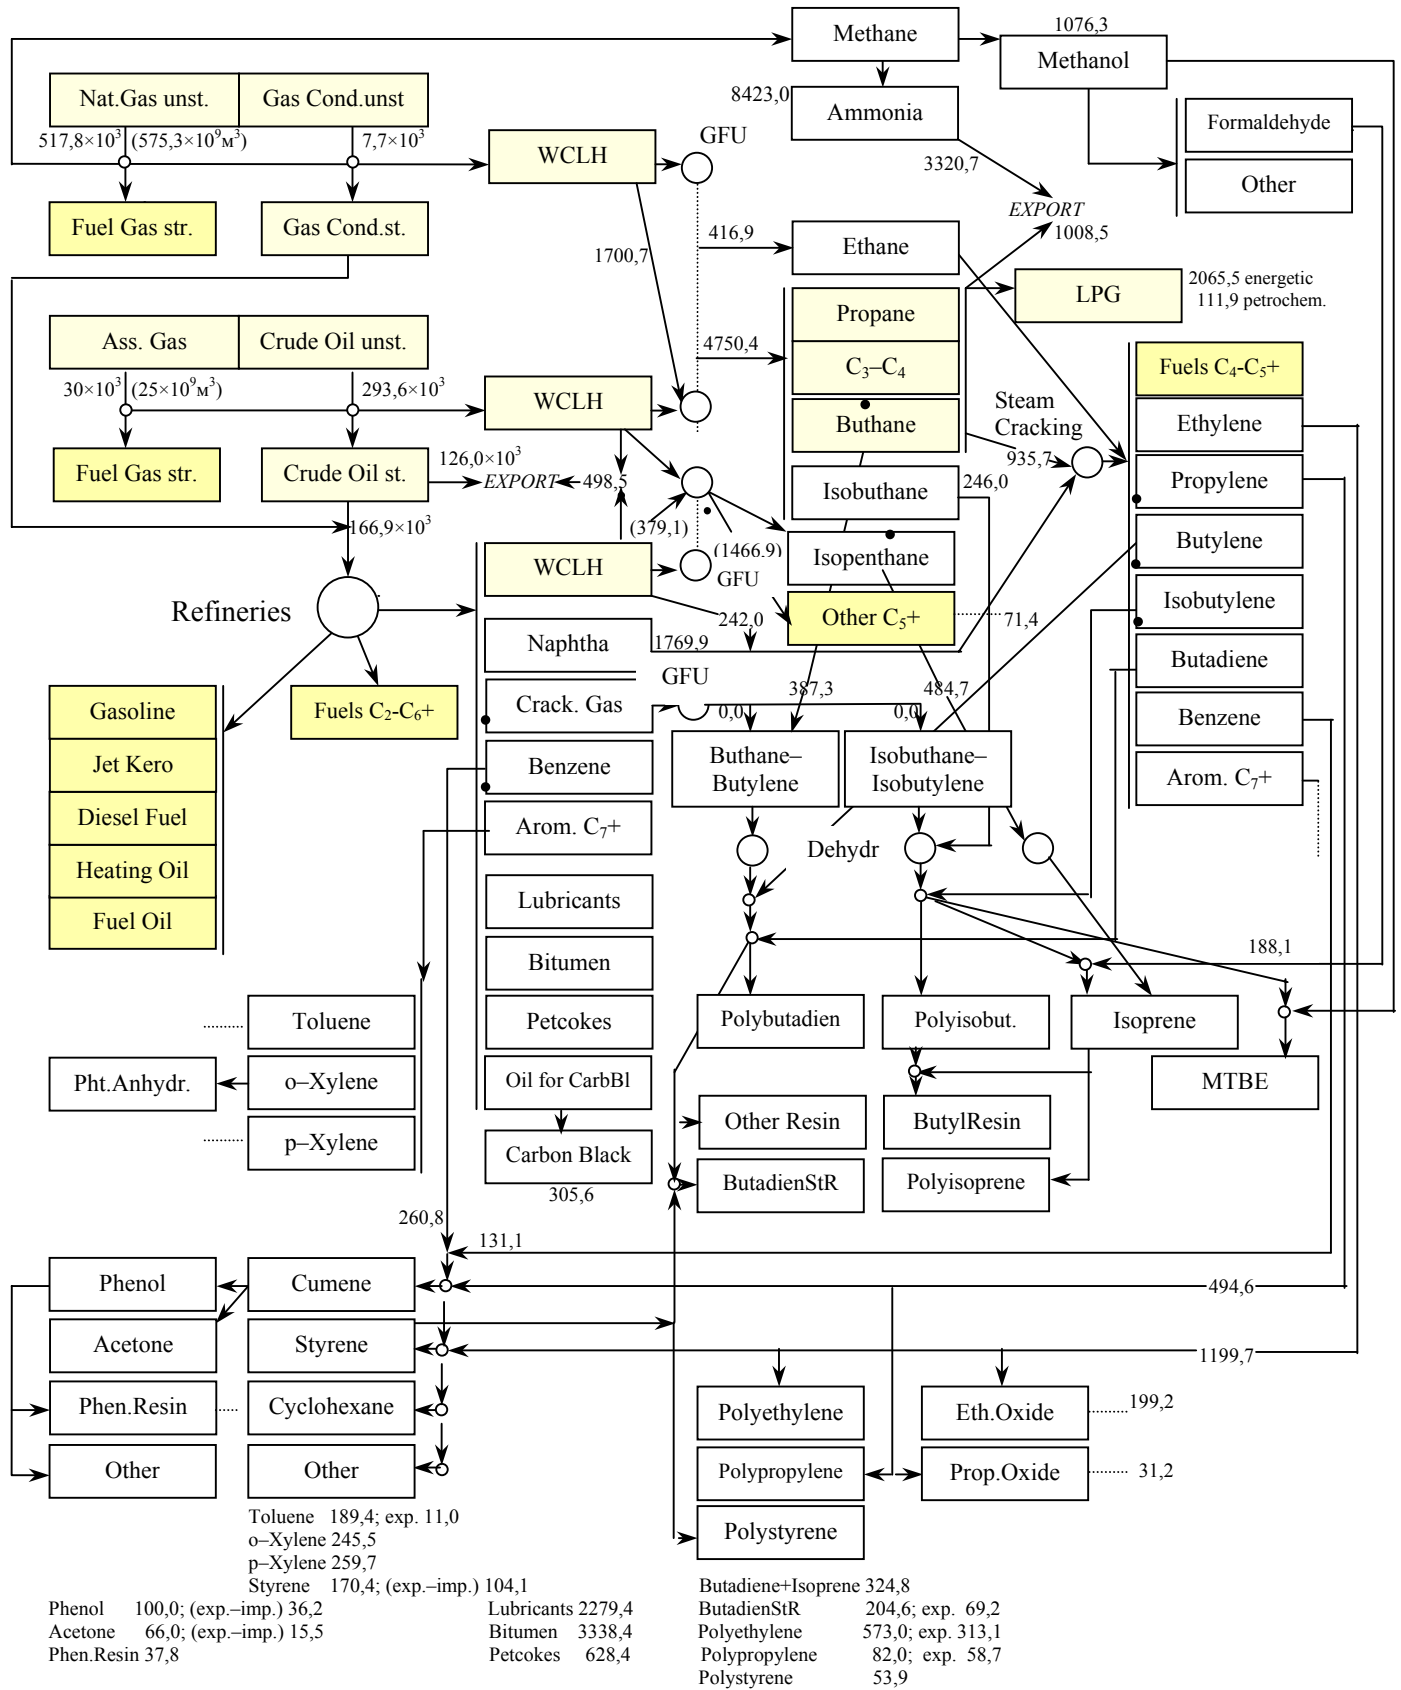 1076,3
Methane
Methanol
Nat.Gas unst.
Gas Cond.unst
8423,0
Ammonia
517,8×10³
(575,3×10⁹м³)
7,7×10³
GFU
WCLH
Formaldehyde
Other
3320,7
EXPORT
1008,5
Fuel Gas str.
Gas Cond.st.
1700,7
416,9
Ethane
LPG
2065,5 energetic
111,9 petrochem.
Propane
C₃–C₄
Buthane
Isobuthane
4750,4
Ass. Gas
Crude Oil unst.
30×10³
(25×10⁹м³)
293,6×10³
WCLH
Steam
Cracking
935,7
246,0
Fuels C₄-C₅+
Ethylene
Propylene
Butylene
Isobutylene
Butadiene
Benzene
Arom. C₇+
Fuel Gas str.
Crude Oil st.
126,0×10³
EXPORT
498,5
(379,1)
(1466.9)
166,9×10³
GFU
Isopenthane
Other C₅+
71,4
Refineries
WCLH
242,0
Naphtha
1769,9
GFU
387,3
484,7
Crack. Gas
0,0
0,0
Gasoline
Jet Kero
Diesel Fuel
Heating Oil
Fuel Oil
Fuels C₂-C₆+
Benzene
Arom. C₇+
Lubricants
Bitumen
Petcokes
Oil for CarbBl
Carbon Black
305,6
Buthane–
Butylene
Isobuthane–
Isobutylene
Dehydr
188,1
Toluene
Pht.Anhydr.
o–Xylene
p–Xylene
Polybutadien
Polyisobut.
Isoprene
MTBE
Other Resin
ButylResin
ButadienStR
Polyisoprene
260,8
131,1
Phenol
Cumene
494,6
Acetone
Styrene
1199,7
Phen.Resin
Cyclohexane
Other
Other
Polyethylene
Eth.Oxide
199,2
Polypropylene
Prop.Oxide
31,2
Polystyrene
Toluene 189,4; exp. 11,0
o–Xylene 245,5
p–Xylene 259,7
Styrene 170,4; (exp.–imp.) 104,1
Phenol 100,0; (exp.–imp.) 36,2
Acetone 66,0; (exp.–imp.) 15,5
Phen.Resin 37,8
Lubricants 2279,4
Bitumen 3338,4
Petcokes 628,4
Butadiene+Isoprene 324,8
ButadienStR 204,6; exp. 69,2
Polyethylene 573,0; exp. 313,1
Polypropylene 82,0; exp. 58,7
Polystyrene 53,9